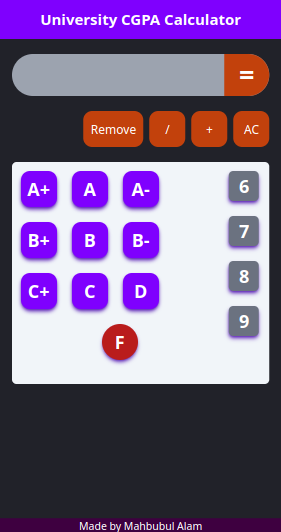 University CGPA Calculator
=
Remove / + AC
A+ A A- 6
B+ B B- 7
C+ C D 8
F 9
Made by Mahbubul Alam